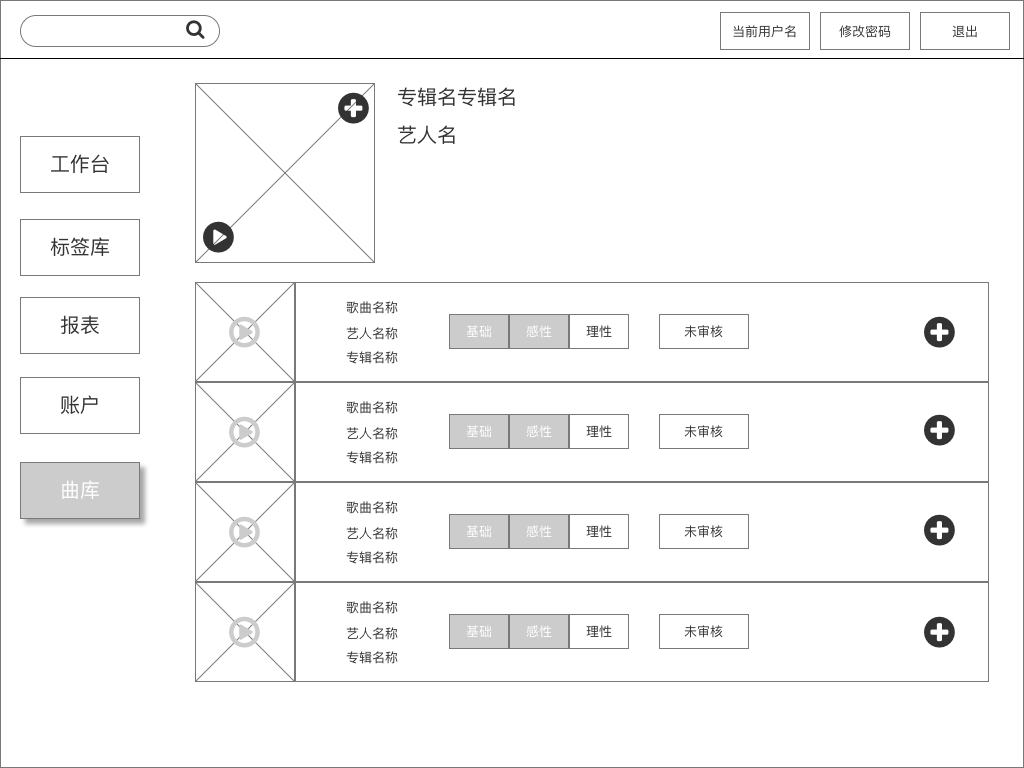 当前用户名 修改密码 退出
专辑名专辑名
艺人名
工作台
标签库
报表
账户
曲库
歌曲名称
艺人名称
专辑名称
基础 感性 理性 未审核
歌曲名称
艺人名称
专辑名称
基础 感性 理性 未审核
歌曲名称
艺人名称
专辑名称
基础 感性 理性 未审核
歌曲名称
艺人名称
专辑名称
基础 感性 理性 未审核